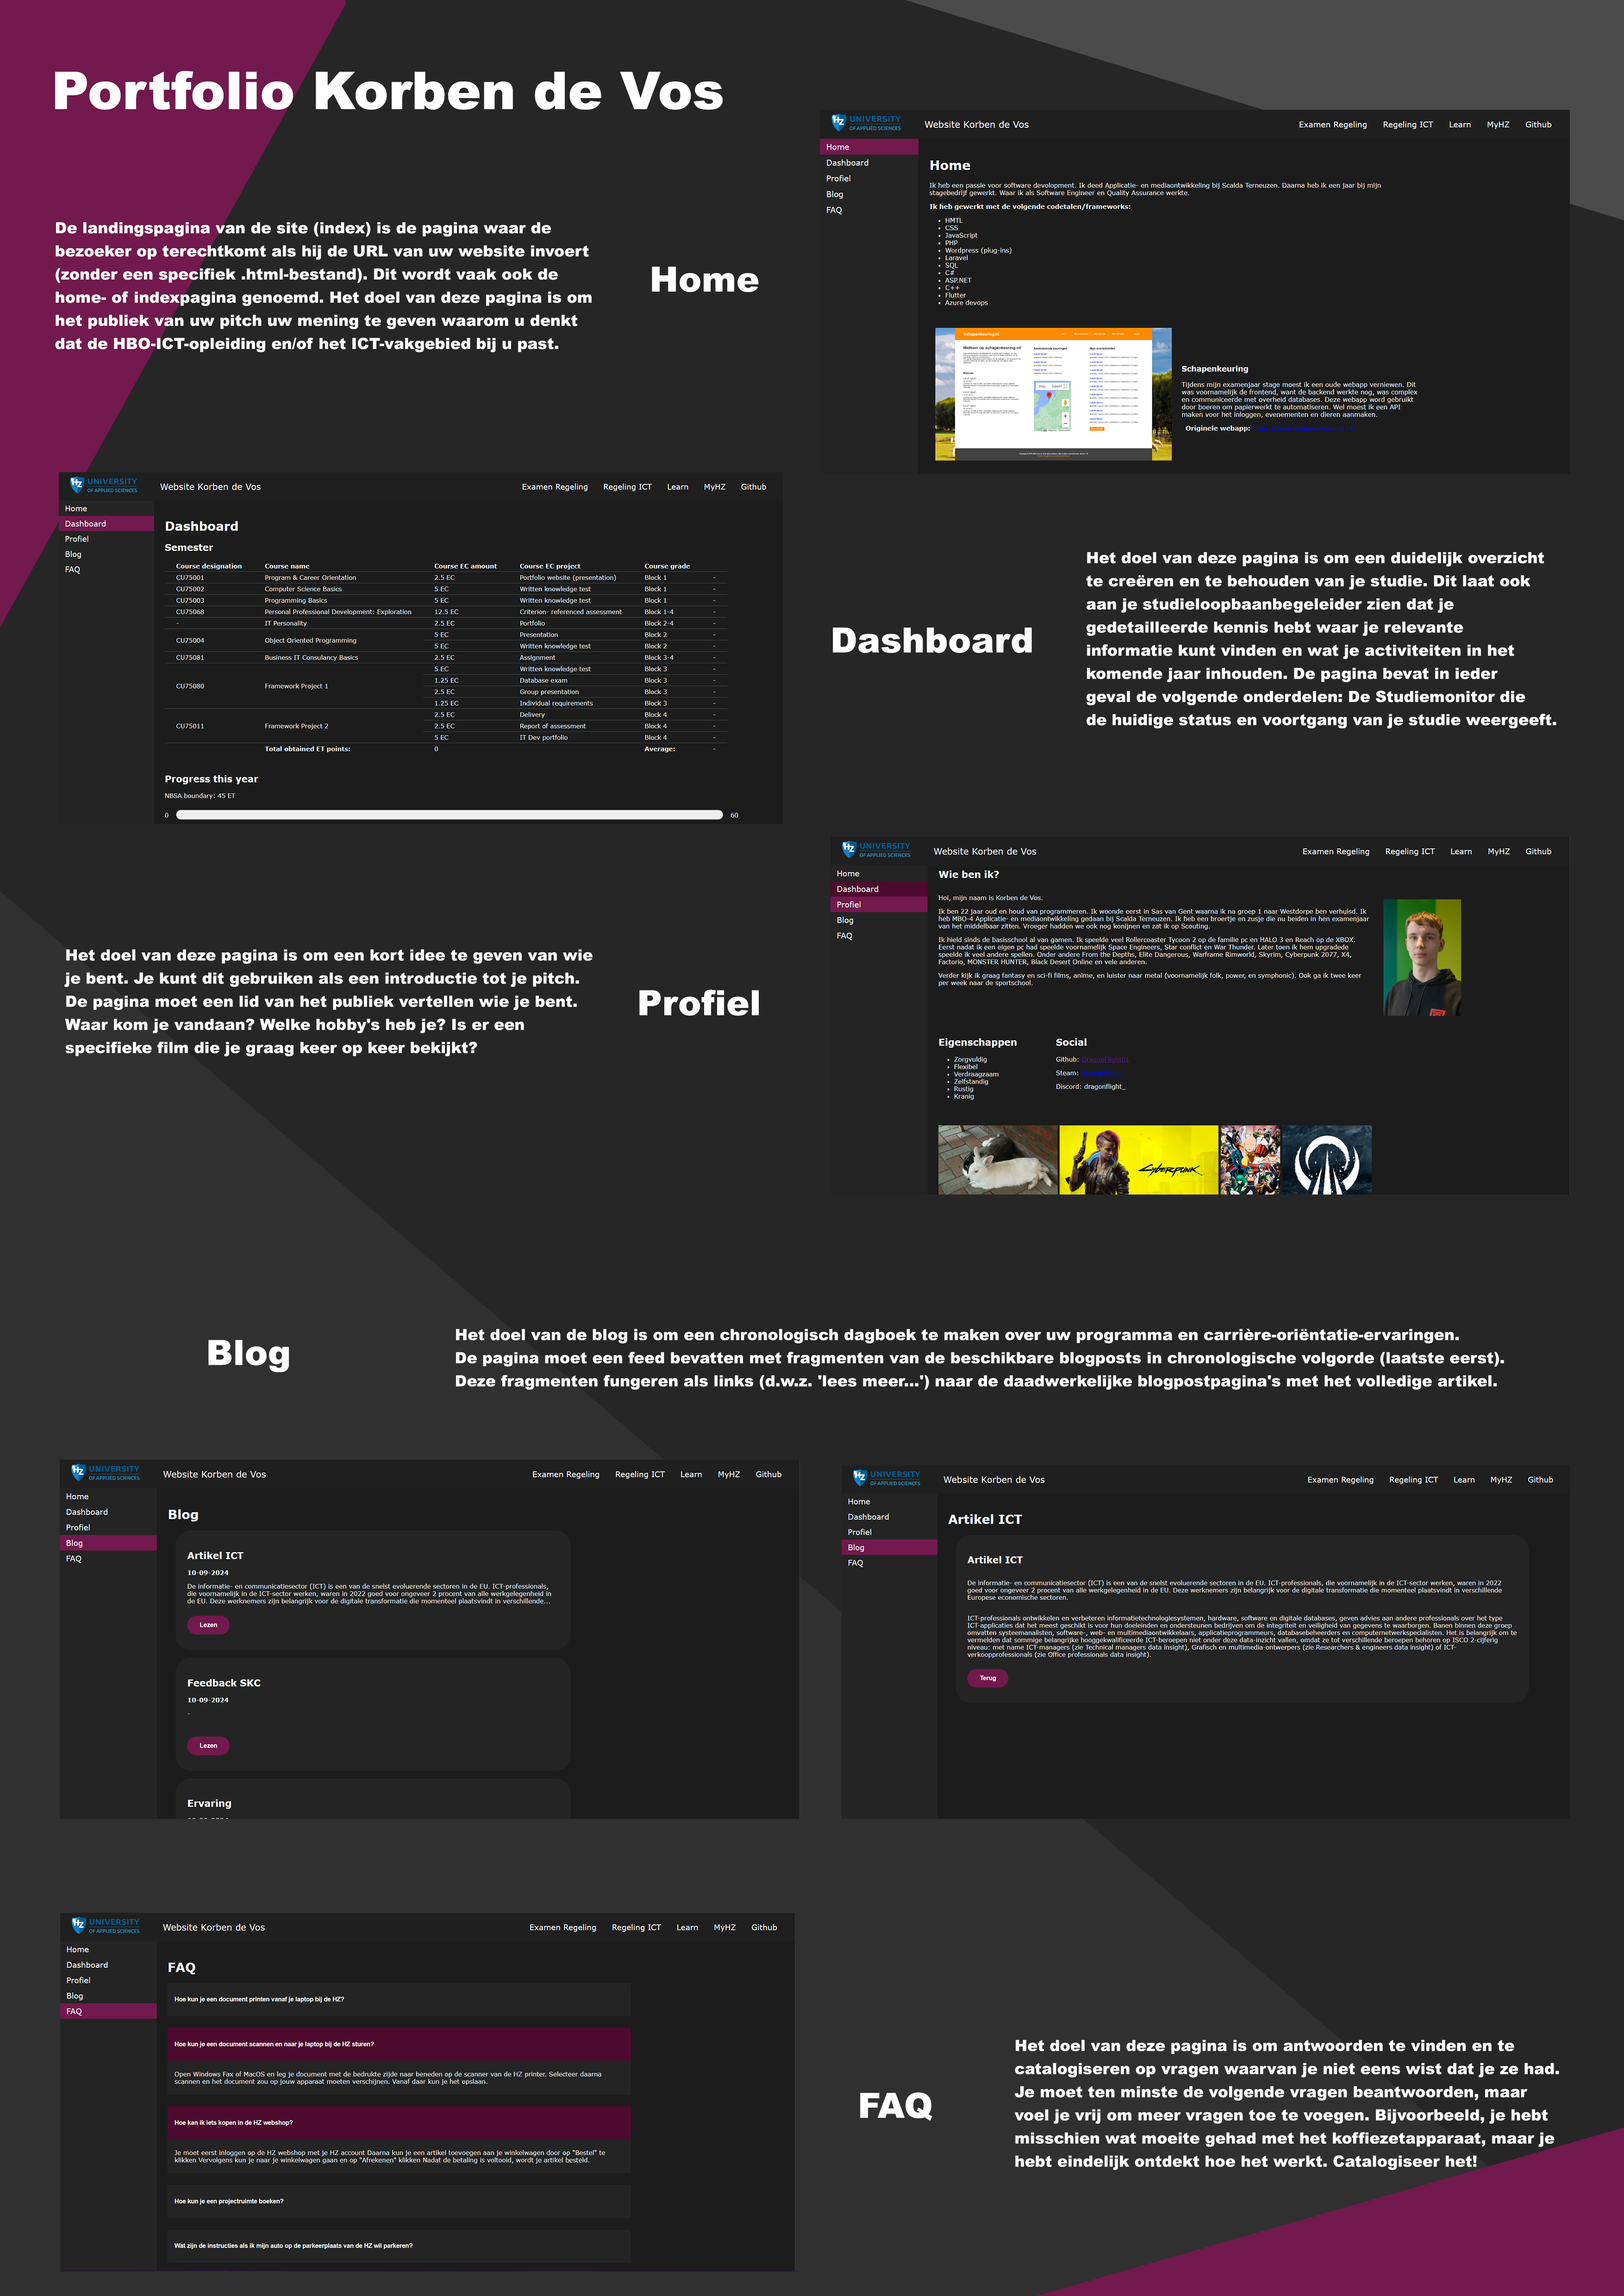 Portfolio Korben de Vos
De landingspagina van de site (index) is de pagina waar de
bezoeker op terechtkomt als hij de URL van uw website invoert
(zonder een specifiek .html-bestand). Dit wordt vaak ook de
home- of indexpagina genoemd. Het doel van deze pagina is om
het publiek van uw pitch uw mening te geven waarom u denkt
dat de HBO-ICT-opleiding en/of het ICT-vakgebied bij u past.
Home
HZ UNIVERSITY
OF APPLIED SCIENCES
Website Korben de Vos
Examen Regeling Regeling ICT Learn MyHZ Github
Home
Dashboard
Profiel
Blog
FAQ
Home
Ik heb een passie voor software devolopment. Ik deed Applicatie- en mediaontwikkeling bij Scalda Terneuzen. Daarna heb ik een jaar bij mijn
stagebedrijf gewerkt. Waar ik als Software Engineer en Quality Assurance werkte.
Ik heb gewerkt met de volgende codetalen/frameworks:
HMTL
CSS
JavaScript
PHP
Wordpress (plug-ins)
Laravel
SQL
C#
ASP.NET
C++
Flutter
Azure devops
Schapenkeuring.nl
Welkom op schapenkeuring.nl!
Schapenkeuring
Tijdens mijn examenjaar stage moest ik een oude webapp vernieuwen. Dit
was voornamelijk de frontend, want de backend werkte nog, was complex
en communiceerde met overheid databases. Deze webapp word gebruikt
door boeren om papierwerkt te automatiseren. Wel moest ik een API
maken voor het inloggen, evenementen en dieren aanmaken.
Originele webapp:
HZ UNIVERSITY
OF APPLIED SCIENCES
Website Korben de Vos
Examen Regeling Regeling ICT Learn MyHZ Github
Home
Dashboard
Profiel
Blog
FAQ
Dashboard
Semester
Course designation Course name Course EC amount Course EC project Course grade
CU75001 Program & Career Orientation 2.5 EC Portfolio website (presentation) Block 1 -
CU75002 Computer Science Basics 5 EC Written knowledge test Block 1 -
CU75003 Programming Basics 5 EC Written knowledge test Block 1 -
CU75068 Personal Professional Development: Exploration 12.5 EC Criterion- referenced assessment Block 1-4 -
- IT Personality 2.5 EC Portfolio Block 2-4 -
CU75004 Object Oriented Programming 5 EC Presentation Block 2 -
5 EC Written knowledge test Block 2 -
CU75081 Business IT Consulancy Basics 2.5 EC Assignment Block 3-4 -
CU75080 Framework Project 1 5 EC Written knowledge test Block 3 -
1.25 EC Database exam Block 3 -
2.5 EC Group presentation Block 3 -
1.25 EC Individual requirements Block 3 -
CU75011 Framework Project 2 2.5 EC Delivery Block 4 -
2.5 EC Report of assessment Block 4 -
5 EC IT Dev portfolio Block 4 -
Total obtained ET points: 0 Average: -
Progress this year
NBSA boundary: 45 ET
0 60
Dashboard
Het doel van deze pagina is om een duidelijk overzicht
te creëren en te behouden van je studie. Dit laat ook
aan je studieloopbaanbegeleider zien dat je
gedetailleerde kennis hebt waar je relevante
informatie kunt vinden en wat je activiteiten in het
komende jaar inhouden. De pagina bevat in ieder
geval de volgende onderdelen: De Studiemonitor die
de huidige status en voortgang van je studie weergeeft.
Het doel van deze pagina is om een kort idee te geven van wie
je bent. Je kunt dit gebruiken als een introductie tot je pitch.
De pagina moet een lid van het publiek vertellen wie je bent.
Waar kom je vandaan? Welke hobby's heb je? Is er een
specifieke film die je graag keer op keer bekijkt?
Profiel
HZ UNIVERSITY
OF APPLIED SCIENCES
Website Korben de Vos
Examen Regeling Regeling ICT Learn MyHZ Github
Home
Dashboard
Profiel
Blog
FAQ
Wie ben ik?
Hoi, mijn naam is Korben de Vos.
Ik ben 22 jaar oud en houd van programmeren. Ik woonde eerst in Sas van Gent waarna ik na groep 1 naar Westdorpe ben verhuisd. Ik
heb MBO-4 Applicatie- en mediaontwikkeling gedaan bij Scalda Terneuzen. Ik heb een broertje en zusje die nu beiden in hen examenjaar
van het middelbaar zitten. Vroeger hadden we ook nog konijnen en zat ik op Scouting.
Ik hield sinds de basisschool al van gamen. Ik speelde veel Rollercoaster Tycoon 2 op de familie pc en HALO 3 en Reach op de XBOX.
Eerst nadat ik een eigen pc had speelde voornamelijk Space Engineers, Star conflict en War Thunder. Later toen ik hem upgradede
speelde ik veel andere spellen. Onder andere From the Depths, Elite Dangerous, Warframe Rimworld, Skyrim, Cyberpunk 2077, X4,
Factorio, MONSTER HUNTER, Black Desert Online en vele anderen.
Verder kijk ik graag fantasy en sci-fi films, anime, en luister naar metal (voornamelijk folk, power, en symphonic). Ook ga ik twee keer
per week naar de sportschool.
Eigenschappen
Zorgvuldig
Flexibel
Verdraagzaam
Zelfstandig
Rustig
Kranig
Social
Github:
Steam:
Discord: dragonflight_
Cyberpunk
Blog
Het doel van de blog is om een chronologisch dagboek te maken over uw programma en carrière-oriëntatie-ervaringen.
De pagina moet een feed bevatten met fragmenten van de beschikbare blogposts in chronologische volgorde (laatste eerst).
Deze fragmenten fungeren als links (d.w.z. 'lees meer...') naar de daadwerkelijke blogpostpagina's met het volledige artikel.
HZ UNIVERSITY
OF APPLIED SCIENCES
Website Korben de Vos
Examen Regeling Regeling ICT Learn MyHZ Github
Home
Dashboard
Profiel
Blog
FAQ
Blog
Artikel ICT
10-09-2024
De informatie- en communicatiesector (ICT) is een van de snelst evoluerende sectoren in de EU. ICT-professionals,
die voornamelijk in de ICT-sector werken, waren in 2022 goed voor ongeveer 2 procent van alle werkgelegenheid in
de EU. Deze werknemers zijn belangrijk voor de digitale transformatie die momenteel plaatsvindt in verschillende...
Lezen
Feedback SKC
10-09-2024
-
Lezen
Ervaring
HZ UNIVERSITY
OF APPLIED SCIENCES
Website Korben de Vos
Examen Regeling Regeling ICT Learn MyHZ Github
Home
Dashboard
Profiel
Blog
FAQ
Artikel ICT
Artikel ICT
De informatie- en communicatiesector (ICT) is een van de snelst evoluerende sectoren in de EU. ICT-professionals, die voornamelijk in de ICT-sector werken, waren in 2022
goed voor ongeveer 2 procent van alle werkgelegenheid in de EU. Deze werknemers zijn belangrijk voor de digitale transformatie die momenteel plaatsvindt in verschillende
Europese economische sectoren.
ICT-professionals ontwikkelen en verbeteren informatietechnologiesystemen, hardware, software en digitale databases, geven advies aan andere professionals over het type
ICT-applicaties dat het meest geschikt is voor hun doeleinden en ondersteunen bedrijven om de integriteit en veiligheid van gegevens te waarborgen. Banen binnen deze groep
omvatten systeemanalisten, software-, web- en multimediaontwikkelaars, applicatieprogrammeurs, databasebeheerders en computernetwerkspecialisten. Het is belangrijk om te
vermelden dat sommige belangrijke hooggekwalificeerde ICT-beroepen niet onder deze data-inzicht vallen, omdat ze tot verschillende beroepen behoren op ISCO 2-cijferig
niveau: met name ICT-managers (zie Technical managers data insight), Grafisch en multimedia-ontwerpers (zie Researchers & engineers data insight) of ICT-
verkoopprofessionals (zie Office professionals data insight).
Terug
HZ UNIVERSITY
OF APPLIED SCIENCES
Website Korben de Vos
Examen Regeling Regeling ICT Learn MyHZ Github
Home
Dashboard
Profiel
Blog
FAQ
FAQ
Hoe kun je een document printen vanaf je laptop bij de HZ?
Hoe kun je een document scannen en naar je laptop bij de HZ sturen?
Open Windows Fax of MacOS en leg je document met de bedrukte zijde naar beneden op de scanner van de HZ printer. Selecteer daarna
scannen en het document zou op jouw apparaat moeten verschijnen. Vanaf daar kun je het opslaan.
Hoe kan ik iets kopen in de HZ webshop?
Je moet eerst inloggen op de HZ webshop met je HZ account Daarna kun je een artikel toevoegen aan je winkelwagen door op "Bestel" te
klikken Vervolgens kun je naar je winkelwagen gaan en op "Afrekenen" klikken Nadat de betaling is voltooid, wordt je artikel besteld.
Hoe kun je een projectruimte boeken?
Wat zijn de instructies als ik mijn auto op de parkeerplaats van de HZ wil parkeren?
FAQ
Het doel van deze pagina is om antwoorden te vinden en te
catalogiseren op vragen waarvan je niet eens wist dat je ze had.
Je moet ten minste de volgende vragen beantwoorden, maar
voel je vrij om meer vragen toe te voegen. Bijvoorbeeld, je hebt
misschien wat moeite gehad met het koffiezetapparaat, maar je
hebt eindelijk ontdekt hoe het werkt. Catalogiseer het!